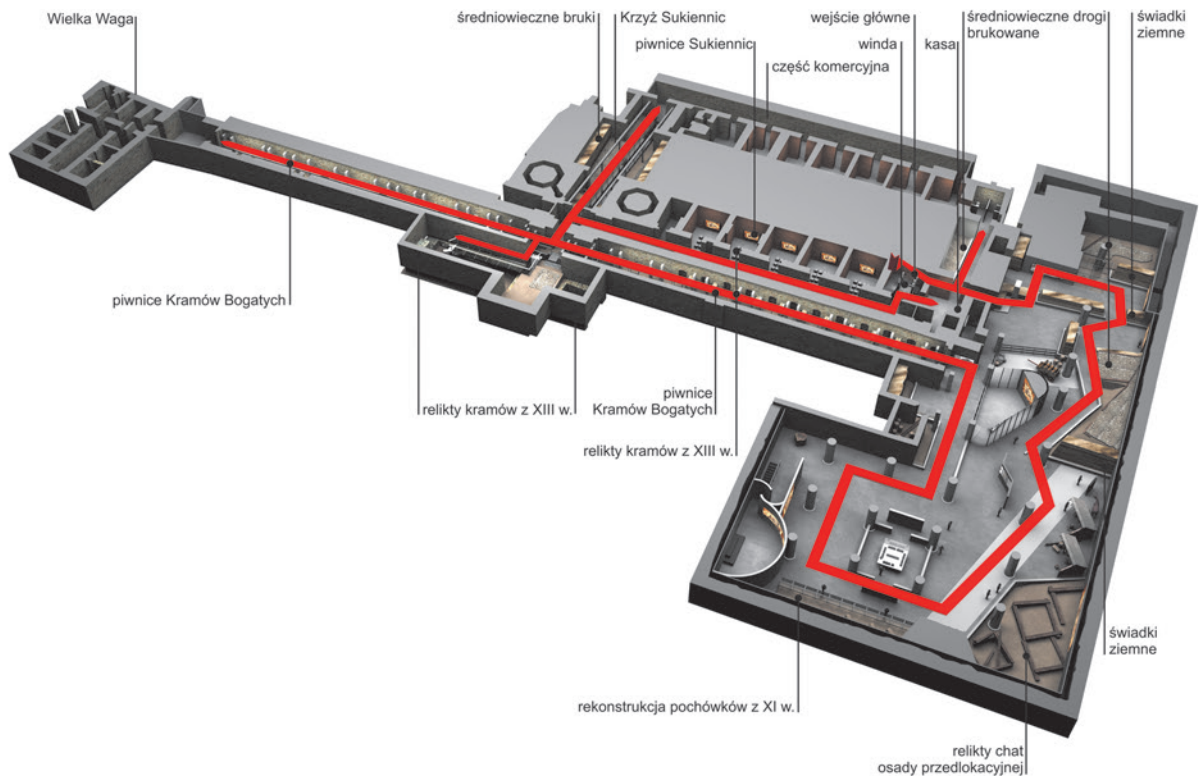 Wielka Waga
średniowieczne bruki
Krzyż Sukiennic
piwnice Sukiennic
część komercyjna
wejście główne
winda
kasa
średniowieczne drogi
brukowane
świadki
ziemne
piwnice Kramów Bogatych
relikty kramów z XIII w.
piwnice
Kramów Bogatych
relikty kramów z XIII w.
świadki
ziemne
rekonstrukcja pochówków z XI w.
relikty chat
osady przedlokacyjnej